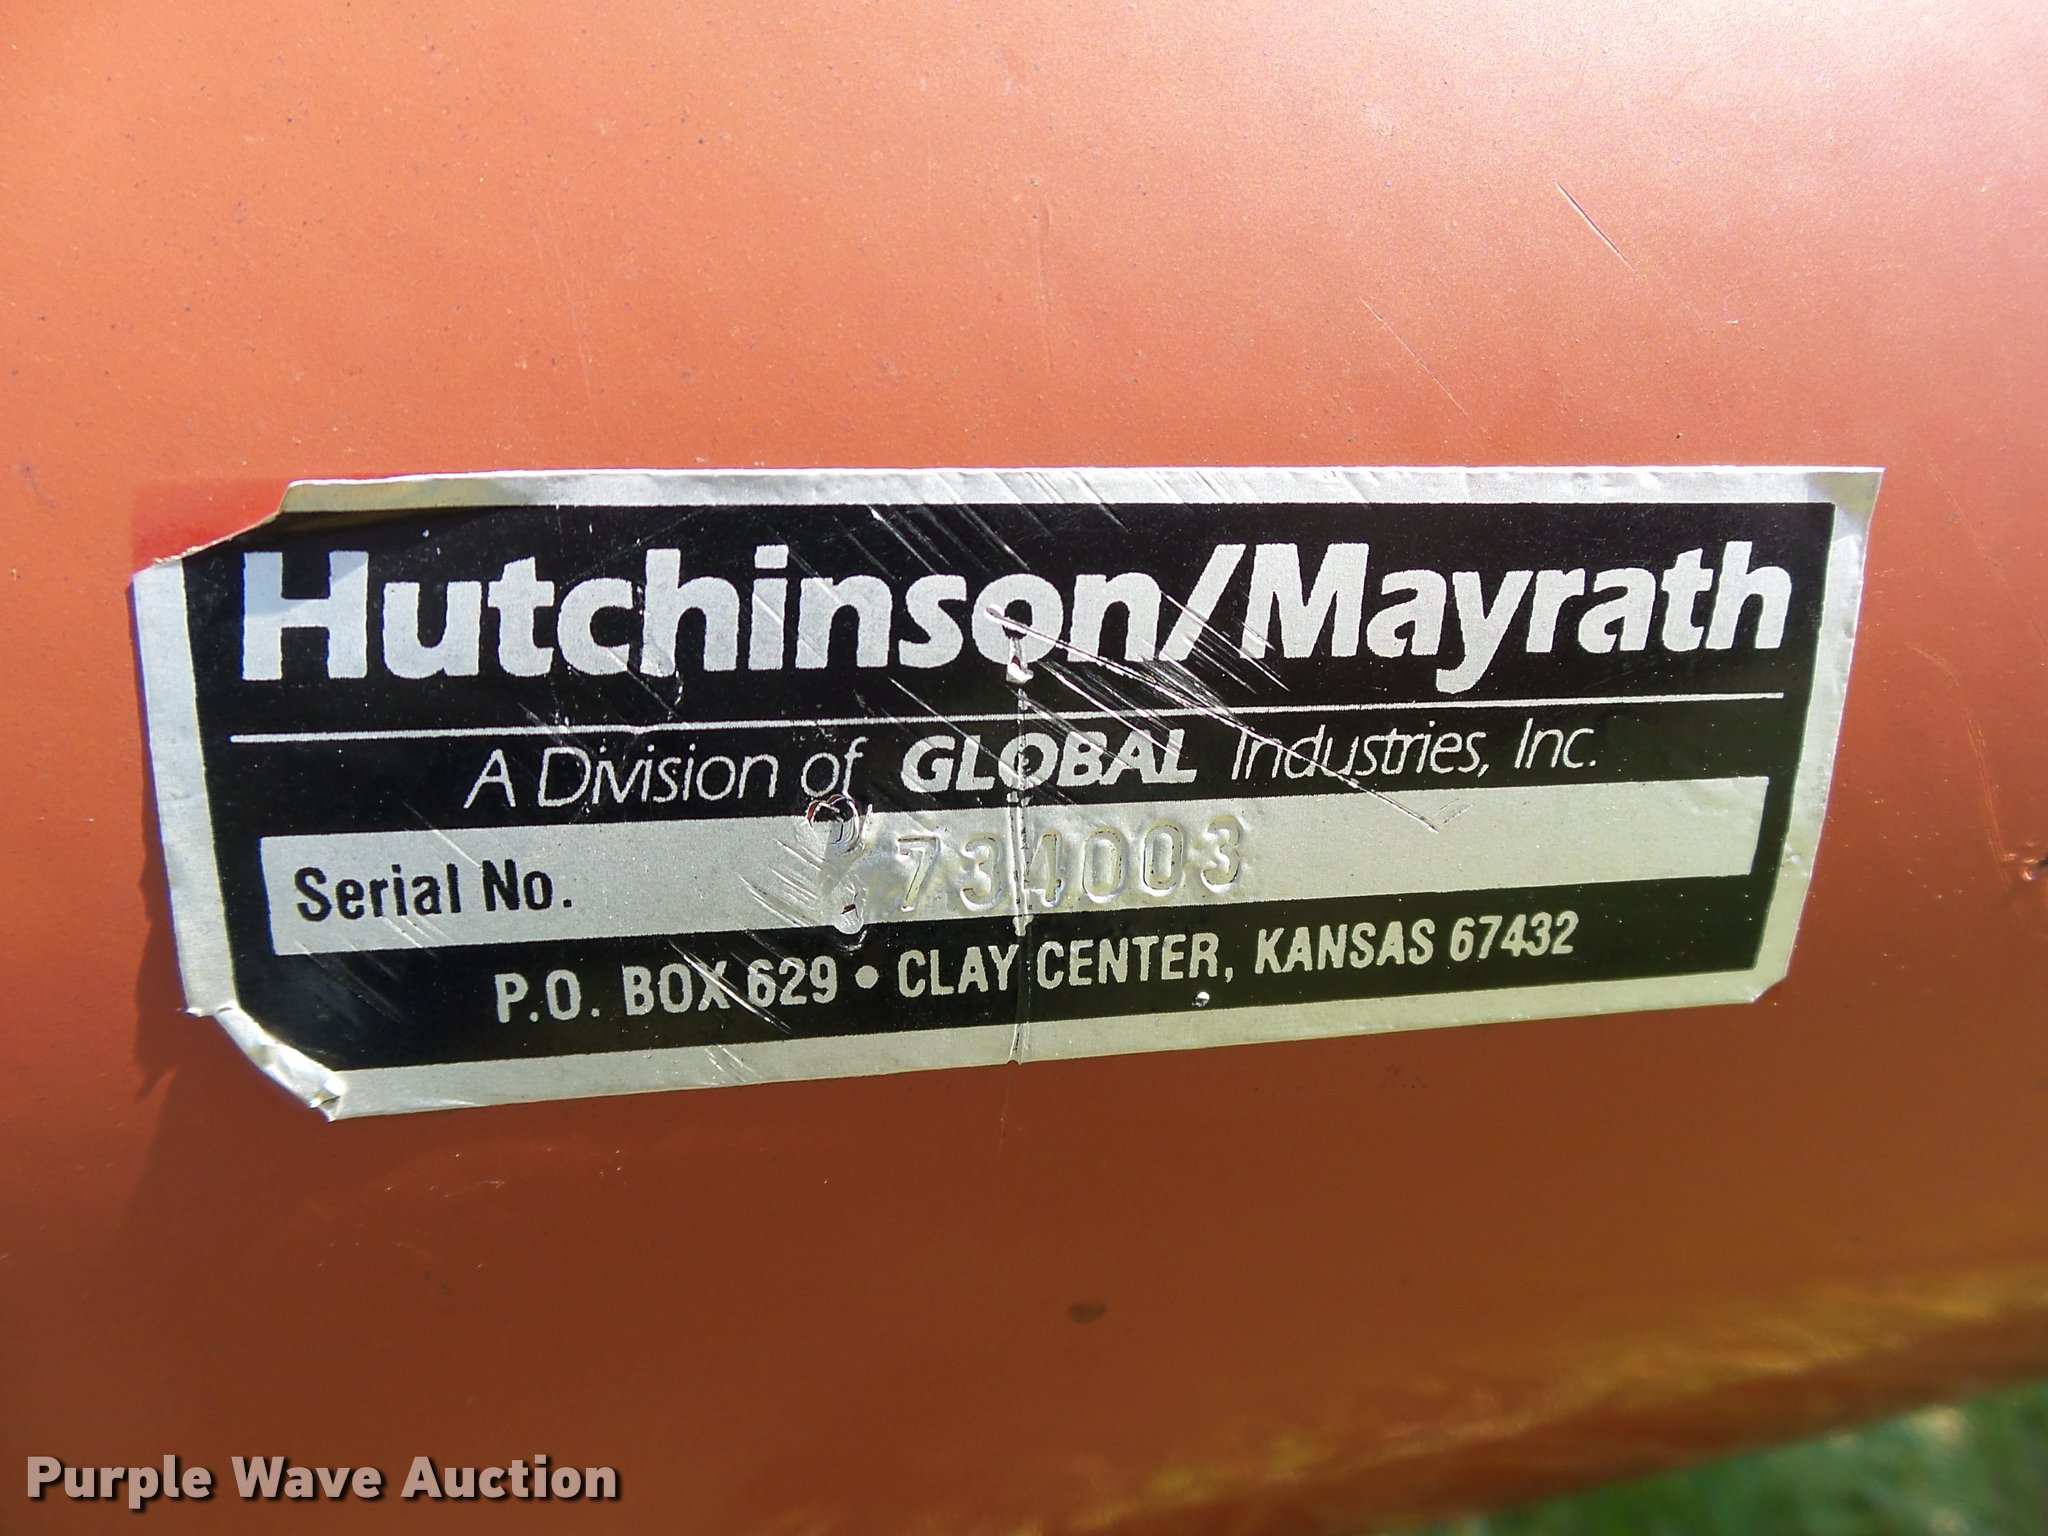 Hutchinson/Mayrath
A Division of GLOBAL Industries, Inc.
Serial No. 734003
P.O. BOX 629 • CLAY CENTER, KANSAS 67432
Purple Wave Auction